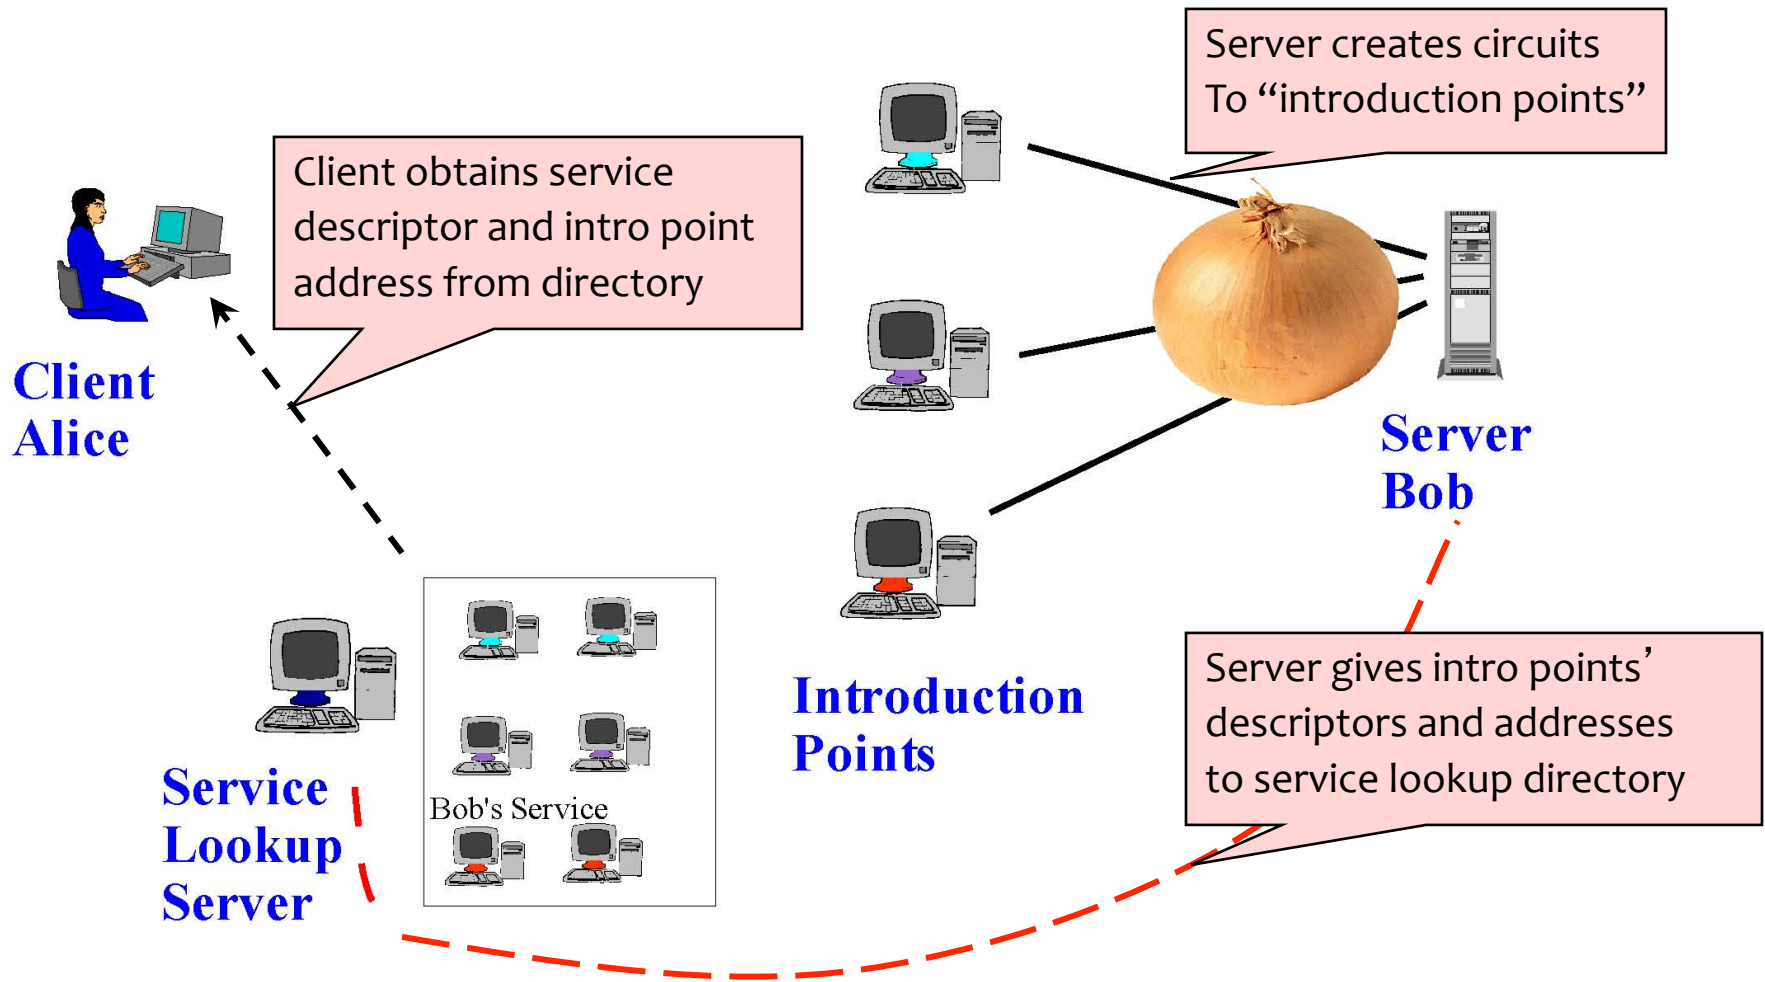 Server creates circuits
To “introduction points”
Client obtains service
descriptor and intro point
address from directory
Client
Alice
Server
Bob
Introduction
Points
Server gives intro points’
descriptors and addresses
to service lookup directory
Service
Lookup
Server
Bob's Service